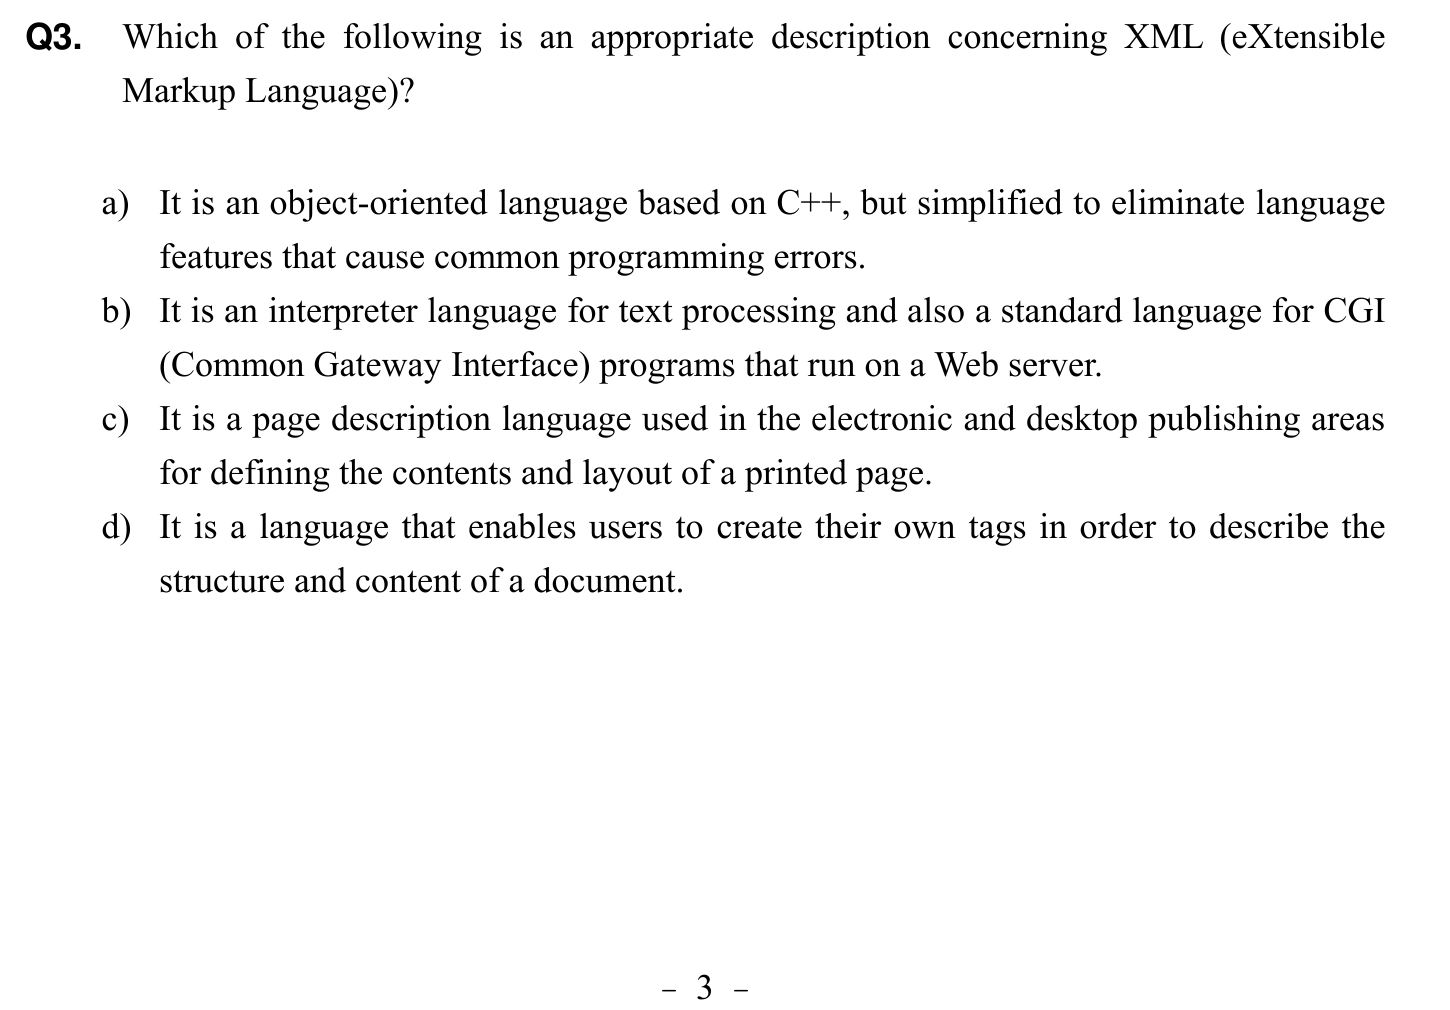 Q3. Which of the following is an appropriate description concerning XML (eXtensible
Markup Language)?
a) It is an object-oriented language based on C++, but simplified to eliminate language
features that cause common programming errors.
b) It is an interpreter language for text processing and also a standard language for CGI
(Common Gateway Interface) programs that run on a Web server.
c) It is a page description language used in the electronic and desktop publishing areas
for defining the contents and layout of a printed page.
d) It is a language that enables users to create their own tags in order to describe the
structure and content of a document.
– 3 –